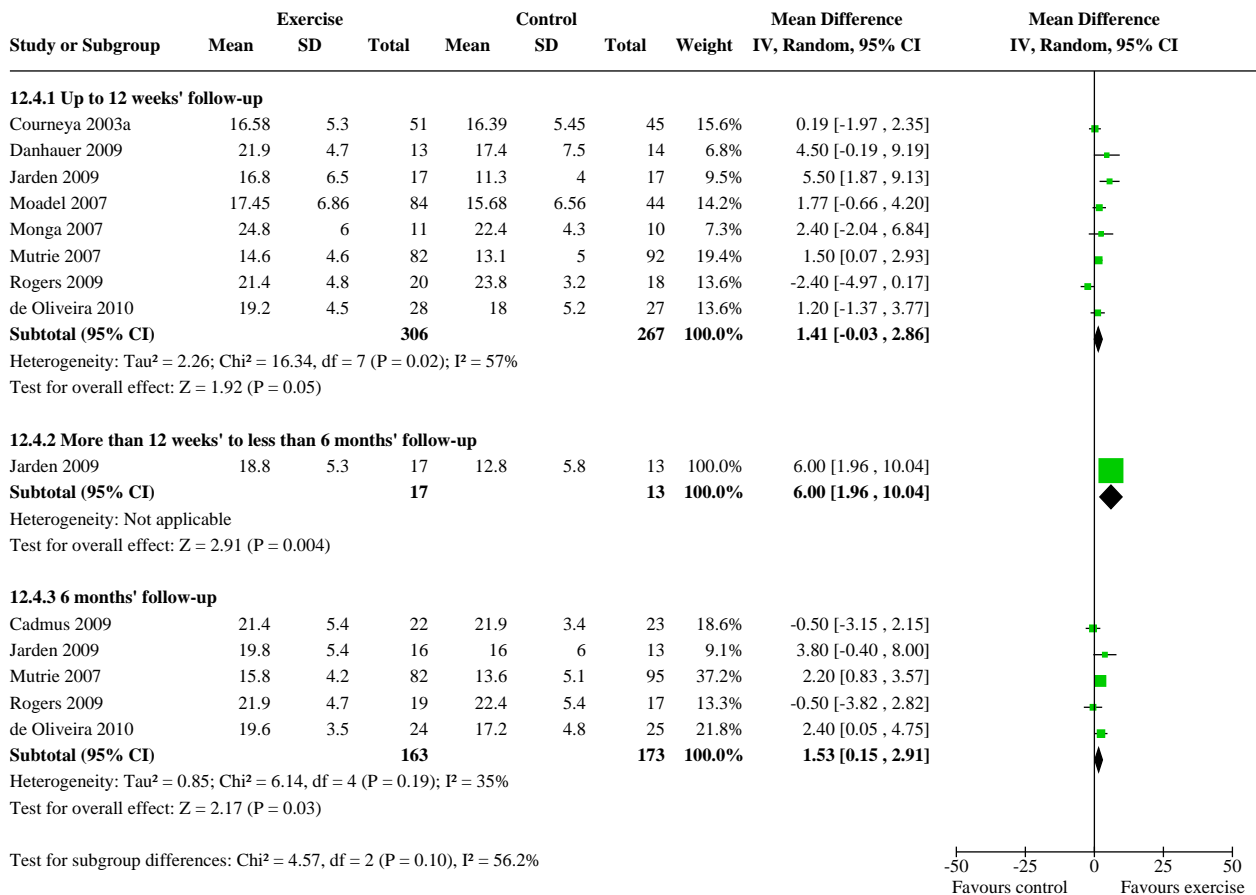 Exercise Control Mean Difference Mean Difference
Study or Subgroup Mean SD Total Mean SD Total Weight IV, Random, 95% CI IV, Random, 95% CI
12.4.1 Up to 12 weeks' follow-up
Courneya 2003a 16.58 5.3 51 16.39 5.45 45 15.6% 0.19 [-1.97 , 2.35]
Danhauer 2009 21.9 4.7 13 17.4 7.5 14 6.8% 4.50 [-0.19 , 9.19]
Jarden 2009 16.8 6.5 17 11.3 4 17 9.5% 5.50 [1.87 , 9.13]
Moadel 2007 17.45 6.86 84 15.68 6.56 44 14.2% 1.77 [-0.66 , 4.20]
Monga 2007 24.8 6 11 22.4 4.3 10 7.3% 2.40 [-2.04 , 6.84]
Mutrie 2007 14.6 4.6 82 13.1 5 92 19.4% 1.50 [0.07 , 2.93]
Rogers 2009 21.4 4.8 20 23.8 3.2 18 13.6% -2.40 [-4.97 , 0.17]
de Oliveira 2010 19.2 4.5 28 18 5.2 27 13.6% 1.20 [-1.37 , 3.77]
Subtotal (95% CI) 306 267 100.0% 1.41 [-0.03 , 2.86]
Heterogeneity: Tau² = 2.26; Chi² = 16.34, df = 7 (P = 0.02); I² = 57%
Test for overall effect: Z = 1.92 (P = 0.05)
12.4.2 More than 12 weeks' to less than 6 months' follow-up
Jarden 2009 18.8 5.3 17 12.8 5.8 13 100.0% 6.00 [1.96 , 10.04]
Subtotal (95% CI) 17 13 100.0% 6.00 [1.96 , 10.04]
Heterogeneity: Not applicable
Test for overall effect: Z = 2.91 (P = 0.004)
12.4.3 6 months' follow-up
Cadmus 2009 21.4 5.4 22 21.9 3.4 23 18.6% -0.50 [-3.15 , 2.15]
Jarden 2009 19.8 5.4 16 16 6 13 9.1% 3.80 [-0.40 , 8.00]
Mutrie 2007 15.8 4.2 82 13.6 5.1 95 37.2% 2.20 [0.83 , 3.57]
Rogers 2009 21.9 4.7 19 22.4 5.4 17 13.3% -0.50 [-3.82 , 2.82]
de Oliveira 2010 19.6 3.5 24 17.2 4.8 25 21.8% 2.40 [0.05 , 4.75]
Subtotal (95% CI) 163 173 100.0% 1.53 [0.15 , 2.91]
Heterogeneity: Tau² = 0.85; Chi² = 6.14, df = 4 (P = 0.19); I² = 35%
Test for overall effect: Z = 2.17 (P = 0.03)
Test for subgroup differences: Chi² = 4.57, df = 2 (P = 0.10), I² = 56.2%
-50 -25 0 25 50
Favours control Favours exercise